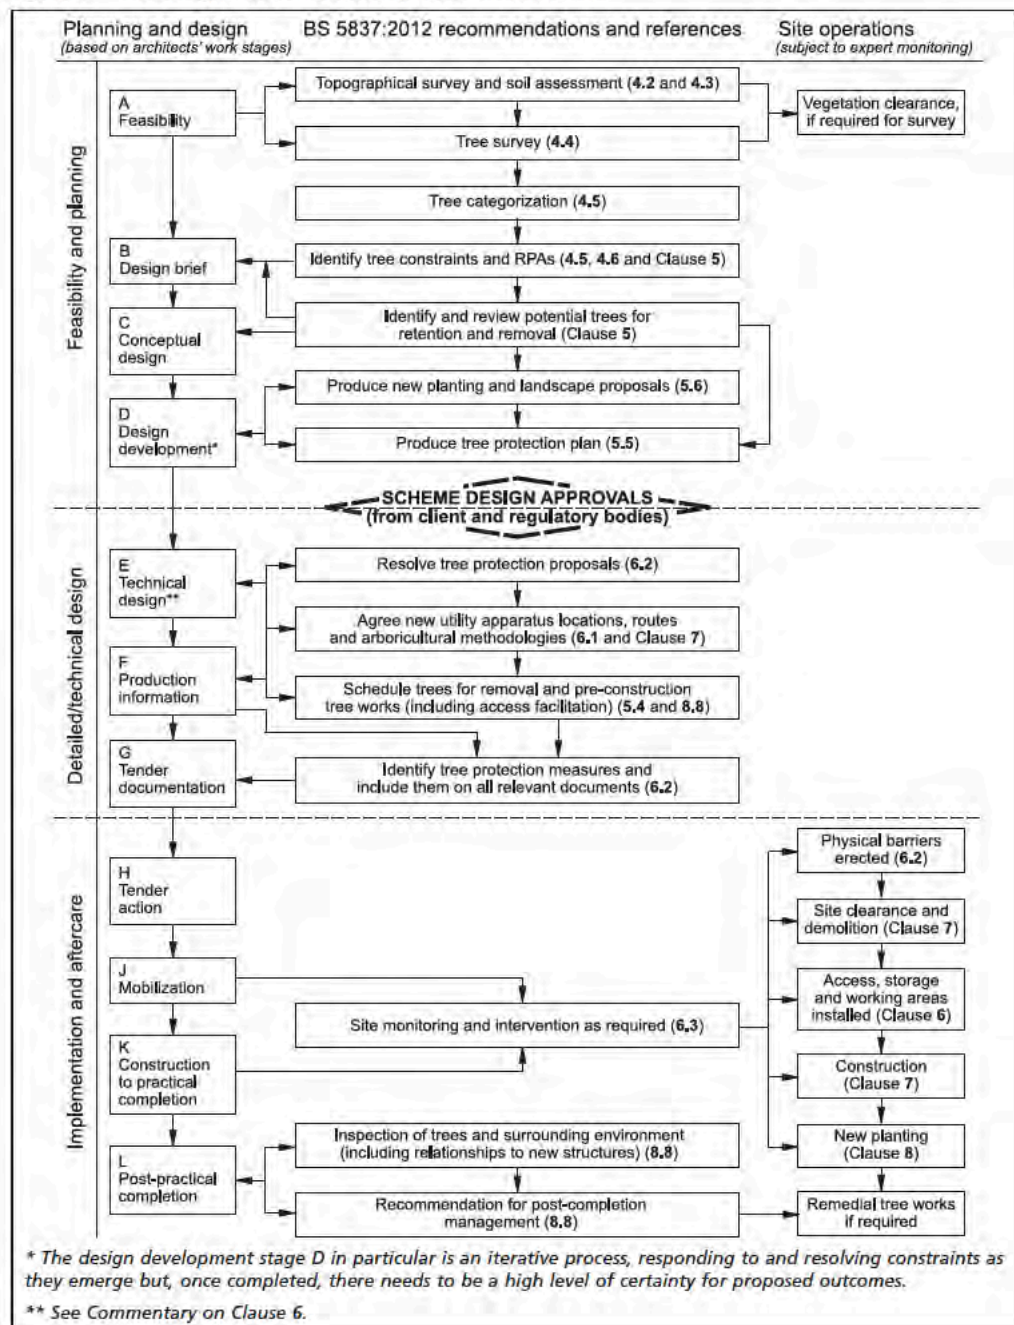 Planning and design
(based on architects' work stages)
BS 5837:2012 recommendations and references
Site operations
(subject to expert monitoring)
Feasibility and planning
A
Feasibility
Topographical survey and soil assessment (4.2 and 4.3)
Vegetation clearance,
if required for survey
Tree survey (4.4)
Tree categorization (4.5)
B
Design brief
Identify tree constraints and RPAs (4.5, 4.6 and Clause 5)
C
Conceptual
design
Identify and review potential trees for
retention and removal (Clause 5)
Produce new planting and landscape proposals (5.6)
D
Design
development*
Produce tree protection plan (5.5)
SCHEME DESIGN APPROVALS
(from client and regulatory bodies)
Detailed/technical design
E
Technical
design**
Resolve tree protection proposals (6.2)
Agree new utility apparatus locations, routes
and arboricultural methodologies (6.1 and Clause 7)
F
Production
information
Schedule trees for removal and pre-construction
tree works (including access facilitation) (5.4 and 8.8)
G
Tender
documentation
Identify tree protection measures and
include them on all relevant documents (6.2)
Implementation and aftercare
H
Tender
action
Physical barriers
erected (6.2)
Site clearance and
demolition (Clause 7)
J
Mobilization
Access, storage
and working areas
installed (Clause 6)
Site monitoring and intervention as required (6.3)
K
Construction
to practical
completion
Construction
(Clause 7)
L
Post-practical
completion
Inspection of trees and surrounding environment
(including relationships to new structures) (8.8)
New planting
(Clause 8)
Recommendation for post-completion
management (8.8)
Remedial tree works
if required
* The design development stage D in particular is an iterative process, responding to and resolving constraints as
they emerge but, once completed, there needs to be a high level of certainty for proposed outcomes.
** See Commentary on Clause 6.